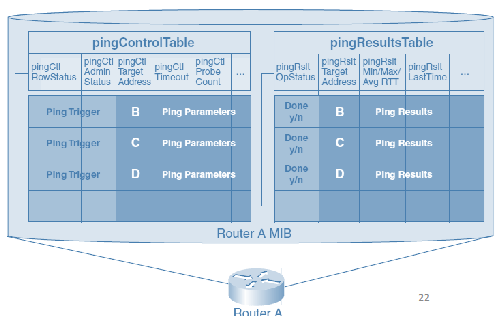 pingControlTable
pingCtl RowStatus
pingCtl Admin Status
pingCtl Target Address
pingCtl Timeout
pingCtl Probe Count
...
Ping Trigger B Ping Parameters
Ping Trigger C Ping Parameters
Ping Trigger D Ping Parameters
pingResultsTable
pingRslt OpStatus
pingRslt Target Address
pingRslt Min/Max/ Avg RTT
pingRslt LastTime
...
Done y/n B Ping Results
Done y/n C Ping Results
Done y/n D Ping Results
Router A MIB
22
Router A